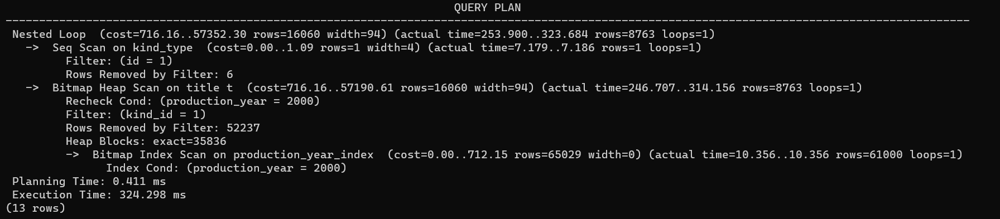 QUERY PLAN
------------------------------------------------------------------------------------------------------------------------------------------------
Nested Loop  (cost=716.16..57352.30 rows=16060 width=94) (actual time=253.900..323.684 rows=8763 loops=1)
  ->  Seq Scan on kind_type  (cost=0.00..1.09 rows=1 width=4) (actual time=7.179..7.186 rows=1 loops=1)
        Filter: (id = 1)
        Rows Removed by Filter: 6
  ->  Bitmap Heap Scan on title t  (cost=716.16..57190.61 rows=16060 width=94) (actual time=246.707..314.156 rows=8763 loops=1)
        Recheck Cond: (production_year = 2000)
        Filter: (kind_id = 1)
        Rows Removed by Filter: 52237
        Heap Blocks: exact=35836
        ->  Bitmap Index Scan on production_year_index  (cost=0.00..712.15 rows=65029 width=0) (actual time=10.356..10.356 rows=61000 loops=1)
              Index Cond: (production_year = 2000)
Planning Time: 0.411 ms
Execution Time: 324.298 ms
(13 rows)